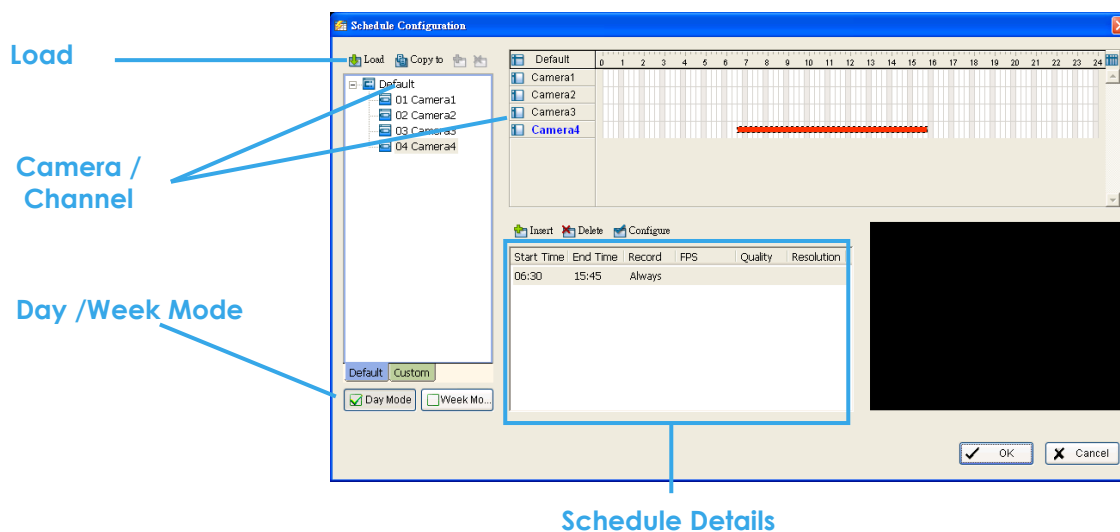 Schedule Configuration
Load
Load Copy to
Default 0 1 2 3 4 5 6 7 8 9 10 11 12 13 14 15 16 17 18 19 20 21 22 23 24
Default
01 Camera1
02 Camera2
03 Camera3
04 Camera4
Camera1
Camera2
Camera3
Camera4
Camera /
Channel
Insert Delete Configure
Start Time End Time Record FPS Quality Resolution
06:30 15:45 Always
Day /Week Mode
Default Custom
Day Mode Week Mo...
OK Cancel
Schedule Details